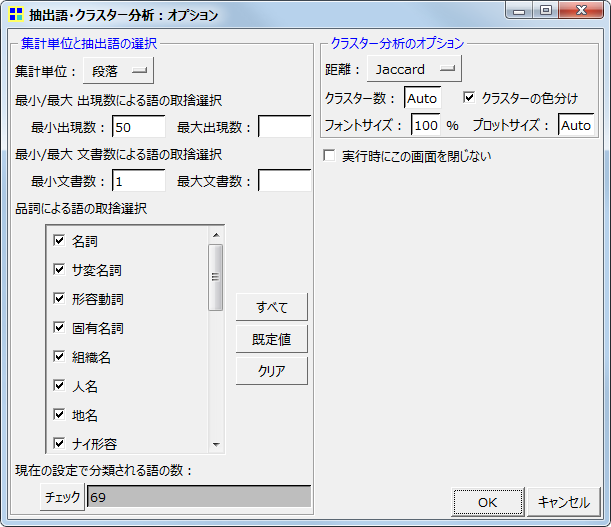 抽出語・クラスター分析：オプション
集計単位と抽出語の選択
集計単位： 段落
最小/最大 出現数による語の取捨選択
最小出現数： 50 最大出現数：
最小/最大 文書数による語の取捨選択
最小文書数： 1 最大文書数：
品詞による語の取捨選択
名詞
サ変名詞
形容動詞
固有名詞
組織名
人名
地名
ナイ形容
すべて
既定値
クリア
現在の設定で分類される語の数：
チェック 69
クラスター分析のオプション
距離： Jaccard
クラスター数： Auto クラスターの色分け
フォントサイズ： 100 % プロットサイズ： Auto
実行時にこの画面を閉じない
OK キャンセル